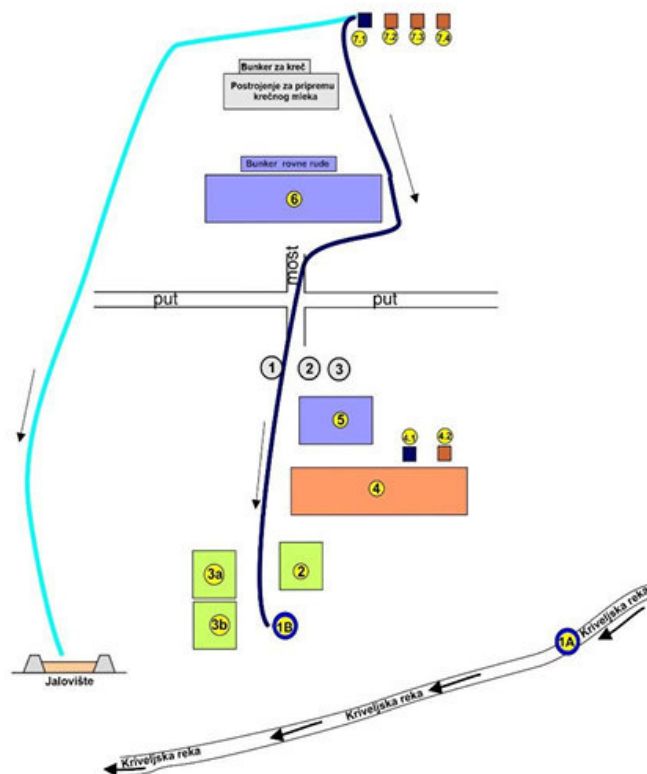 7.1 7.2 7.3 7.4
Bunker za kreč
Postrojenje za pripremu
krečnog mleka
Bunker rovne rude
6
most
put put
1 2 3
5
4.1 4.2
4
3a 2
3b
1B
1A
Kriveljska reka
Kriveljska reka
Kriveljska reka
Jalovište